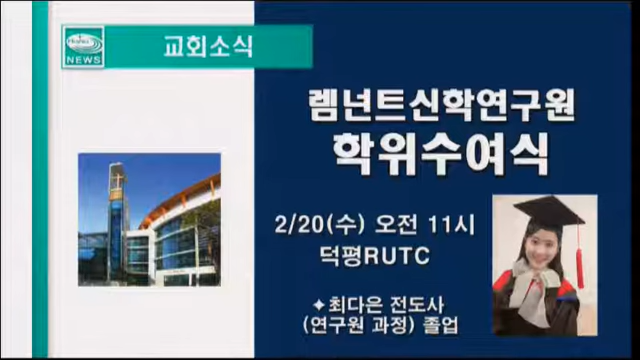 NEWS
교회소식
렘넌트신학연구원
학위수여식
2/20(수) 오전 11시
덕평RUTC
✦최다은 전도사
(연구원 과정) 졸업